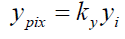 y_pix = k_y y_i